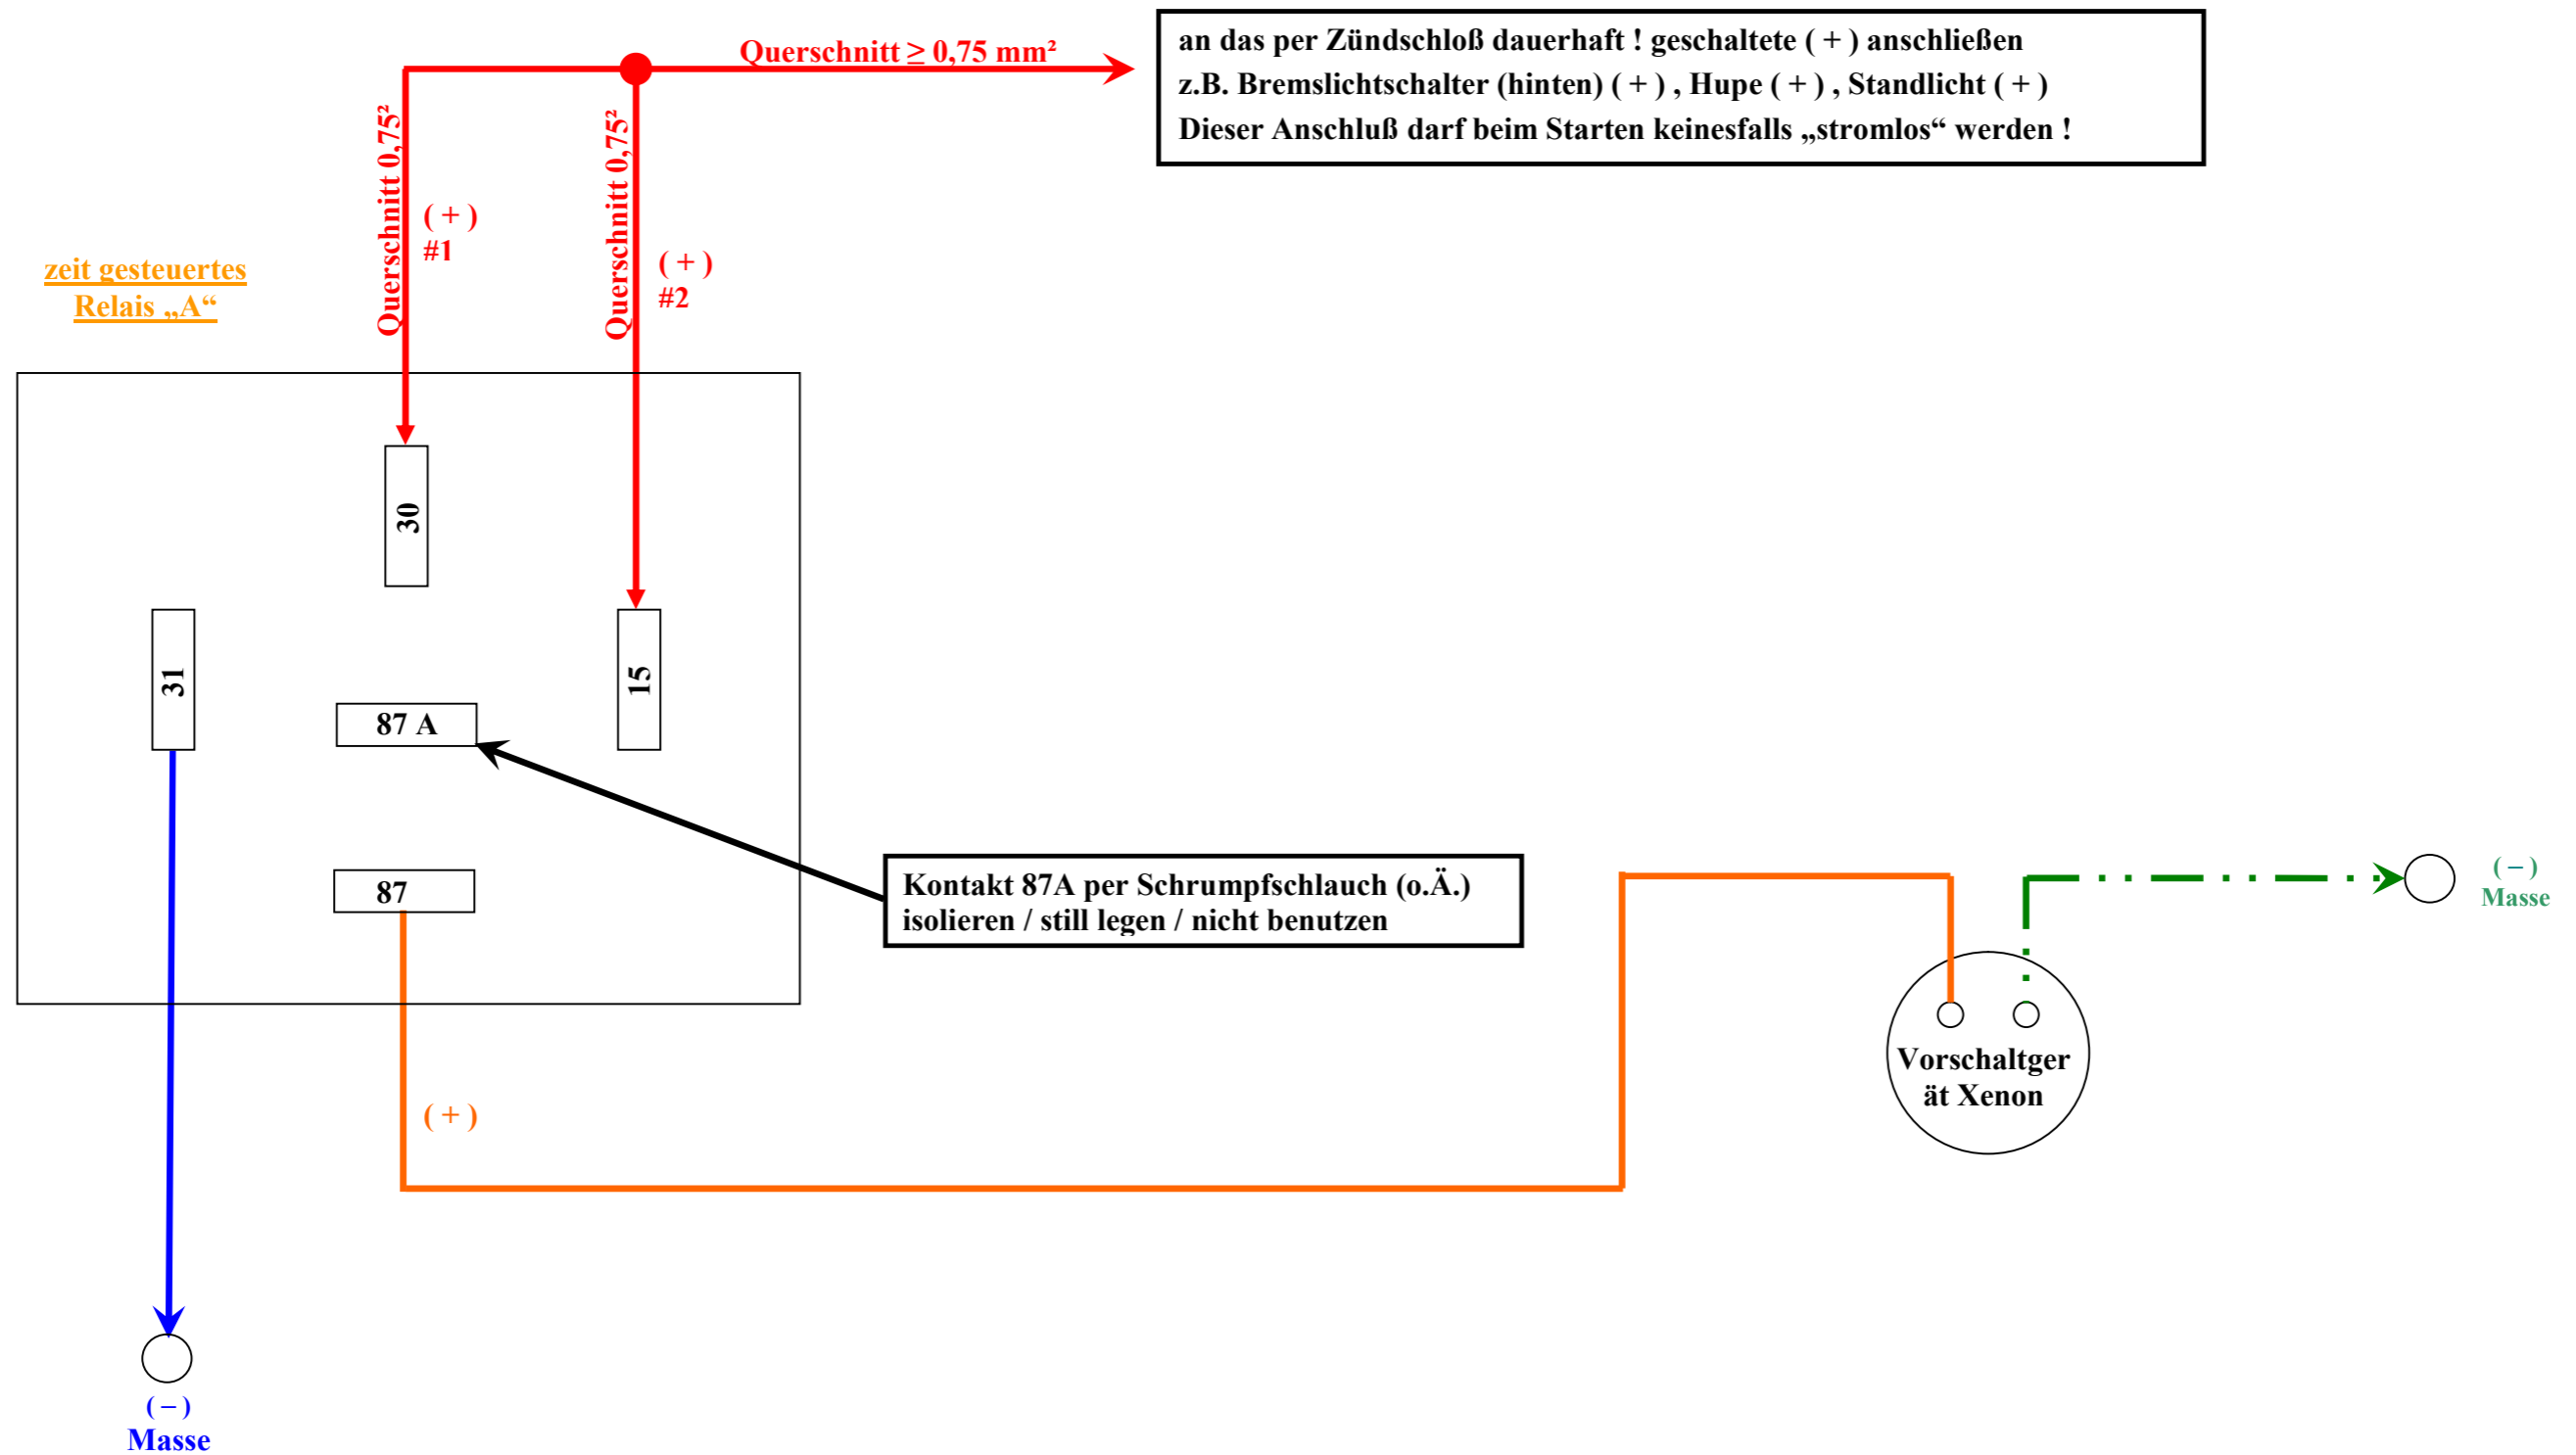 Querschnitt ≥ 0,75 mm²
an das per Zündschloß dauerhaft ! geschaltete ( + ) anschließen
z.B. Bremslichtschalter (hinten) ( + ) , Hupe ( + ) , Standlicht ( + )
Dieser Anschluß darf beim Starten keinesfalls „stromlos“ werden !
Querschnitt 0,75²
( + )
#1
Querschnitt 0,75²
( + )
#2
zeit gesteuertes
Relais „A“
30
31
15
87 A
87
Kontakt 87A per Schrumpfschlauch (o.Ä.)
isolieren / still legen / nicht benutzen
( – )
Masse
Vorschaltger
ät Xenon
( + )
( – )
Masse